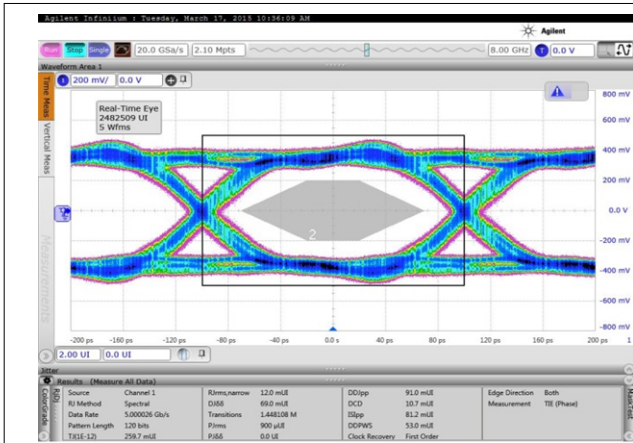 Agilent Infiniium : Tuesday, March 17, 2015 10:36:09 AM
Agilent
Run Stop Single 20.0 GSa/s 2.10 Mpts 8.00 GHz T 0.0 V
Waveform Area 1
1 200 mV/ 0.0 V
Time Meas
Vertical Meas
Measurements
Real-Time Eye
2482509 UI
5 Wfms
800 mV
600 mV
400 mV
200 mV
0.0 V
-200 mV
-400 mV
-600 mV
-800 mV
2
-200 ps -160 ps -120 ps -80 ps -40 ps 0.0 s 40 ps 80 ps 120 ps 160 ps 200 ps 1
2.00 UI 0.0 UI
Jitter
Results (Measure All Data)
ColorGrade
RJDJ
MaskTest
Source Channel 1 RJrms,narrow 12.0 mUI DDJpp 91.0 mUI Edge Direction Both
RJ Method Spectral DJδδ 69.0 mUI DCD 10.7 mUI Measurement TIE (Phase)
Data Rate 5.000026 Gb/s Transitions 1.448108 M ISIpp 81.2 mUI
Pattern Length 120 bits PJrms 900 µUI DDPWS 53.0 mUI
TJ(1E-12) 259.7 mUI PJδδ 0.0 UI Clock Recovery First Order